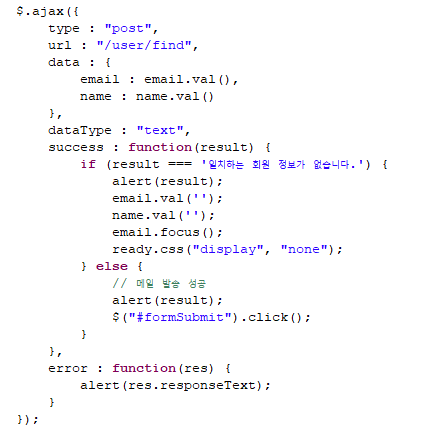 $.ajax({
    type : "post",
    url : "/user/find",
    data : {
        email : email.val(),
        name : name.val()
    },
    dataType : "text",
    success : function(result) {
        if (result === '일치하는 회원 정보가 없습니다.') {
            alert(result);
            email.val('');
            name.val('');
            email.focus();
            ready.css("display", "none");
        } else {
            // 메일 발송 성공
            alert(result);
            $("#formSubmit").click();
        }
    },
    error : function(res) {
        alert(res.responseText);
    }
});